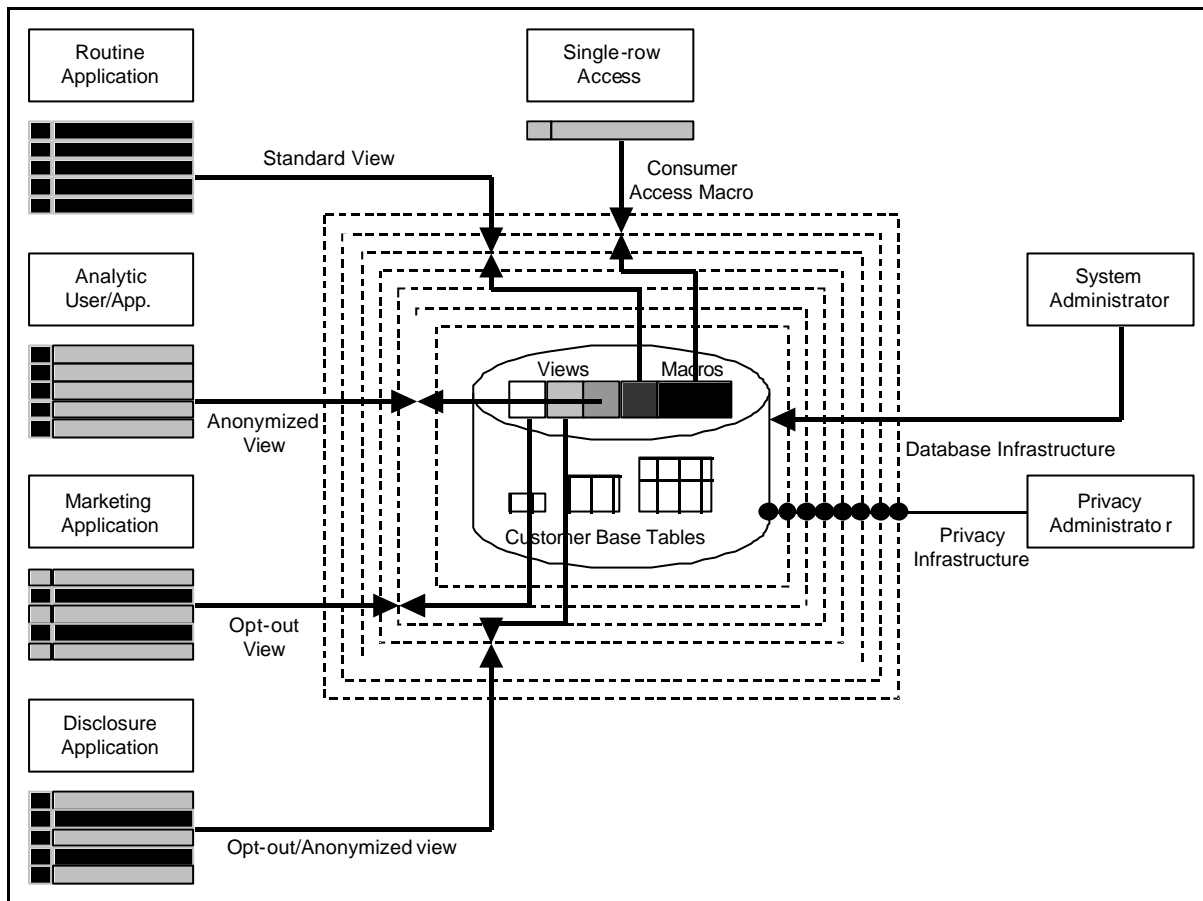 Routine
Application
Single-row
Access
Standard View
Consumer
Access Macro
Analytic
User/App.
System
Administrator
Views
Macros
Anonymized
View
Database Infrastructure
Marketing
Application
Privacy
Administrato r
Customer Base Tables
Privacy
Infrastructure
Opt-out
View
Disclosure
Application
Opt-out/Anonymized view